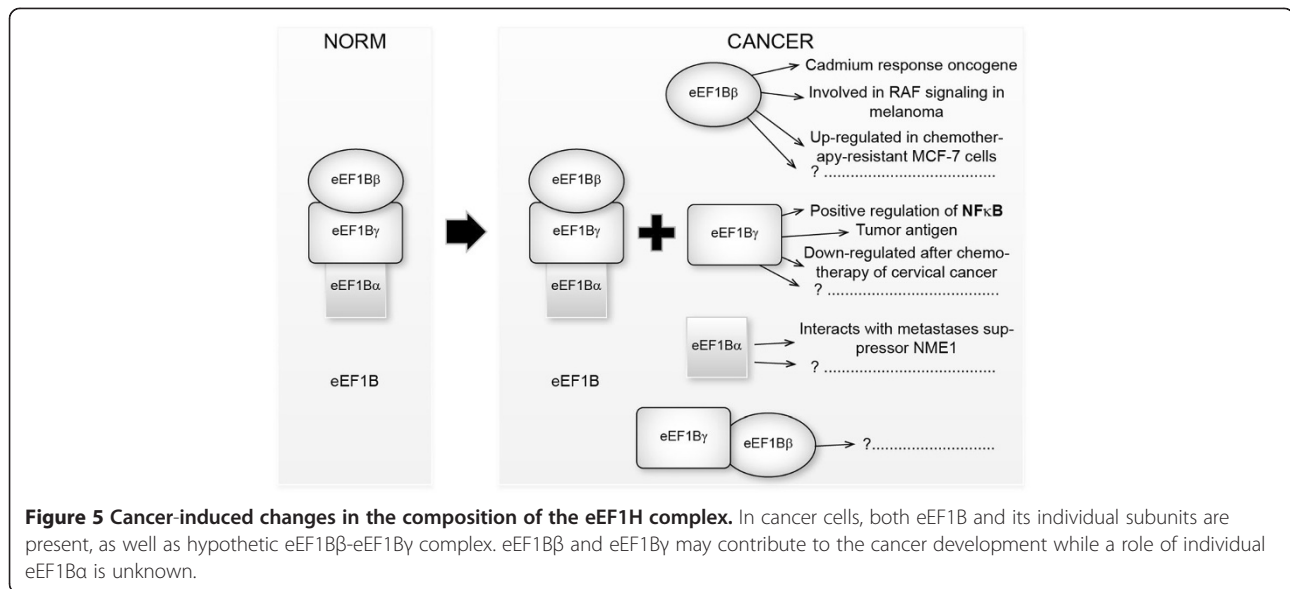 NORM
eEF1Bβ
eEF1Bγ
eEF1Bα
eEF1B
CANCER
eEF1Bβ
eEF1Bγ
eEF1Bα
eEF1B
eEF1Bβ
Cadmium response oncogene
Involved in RAF signaling in
melanoma
Up-regulated in chemother-
apy-resistant MCF-7 cells
? ......................................
eEF1Bγ
Positive regulation of NFκB
Tumor antigen
Down-regulated after chemo-
therapy of cervical cancer
? ......................................
eEF1Bα
Interacts with metastases sup-
pressor NME1
? ......................................
eEF1Bγ
eEF1Bβ
?...........................
Figure 5 Cancer-induced changes in the composition of the eEF1H complex. In cancer cells, both eEF1B and its individual subunits are
present, as well as hypothetic eEF1Bβ-eEF1Bγ complex. eEF1Bβ and eEF1Bγ may contribute to the cancer development while a role of individual
eEF1Bα is unknown.